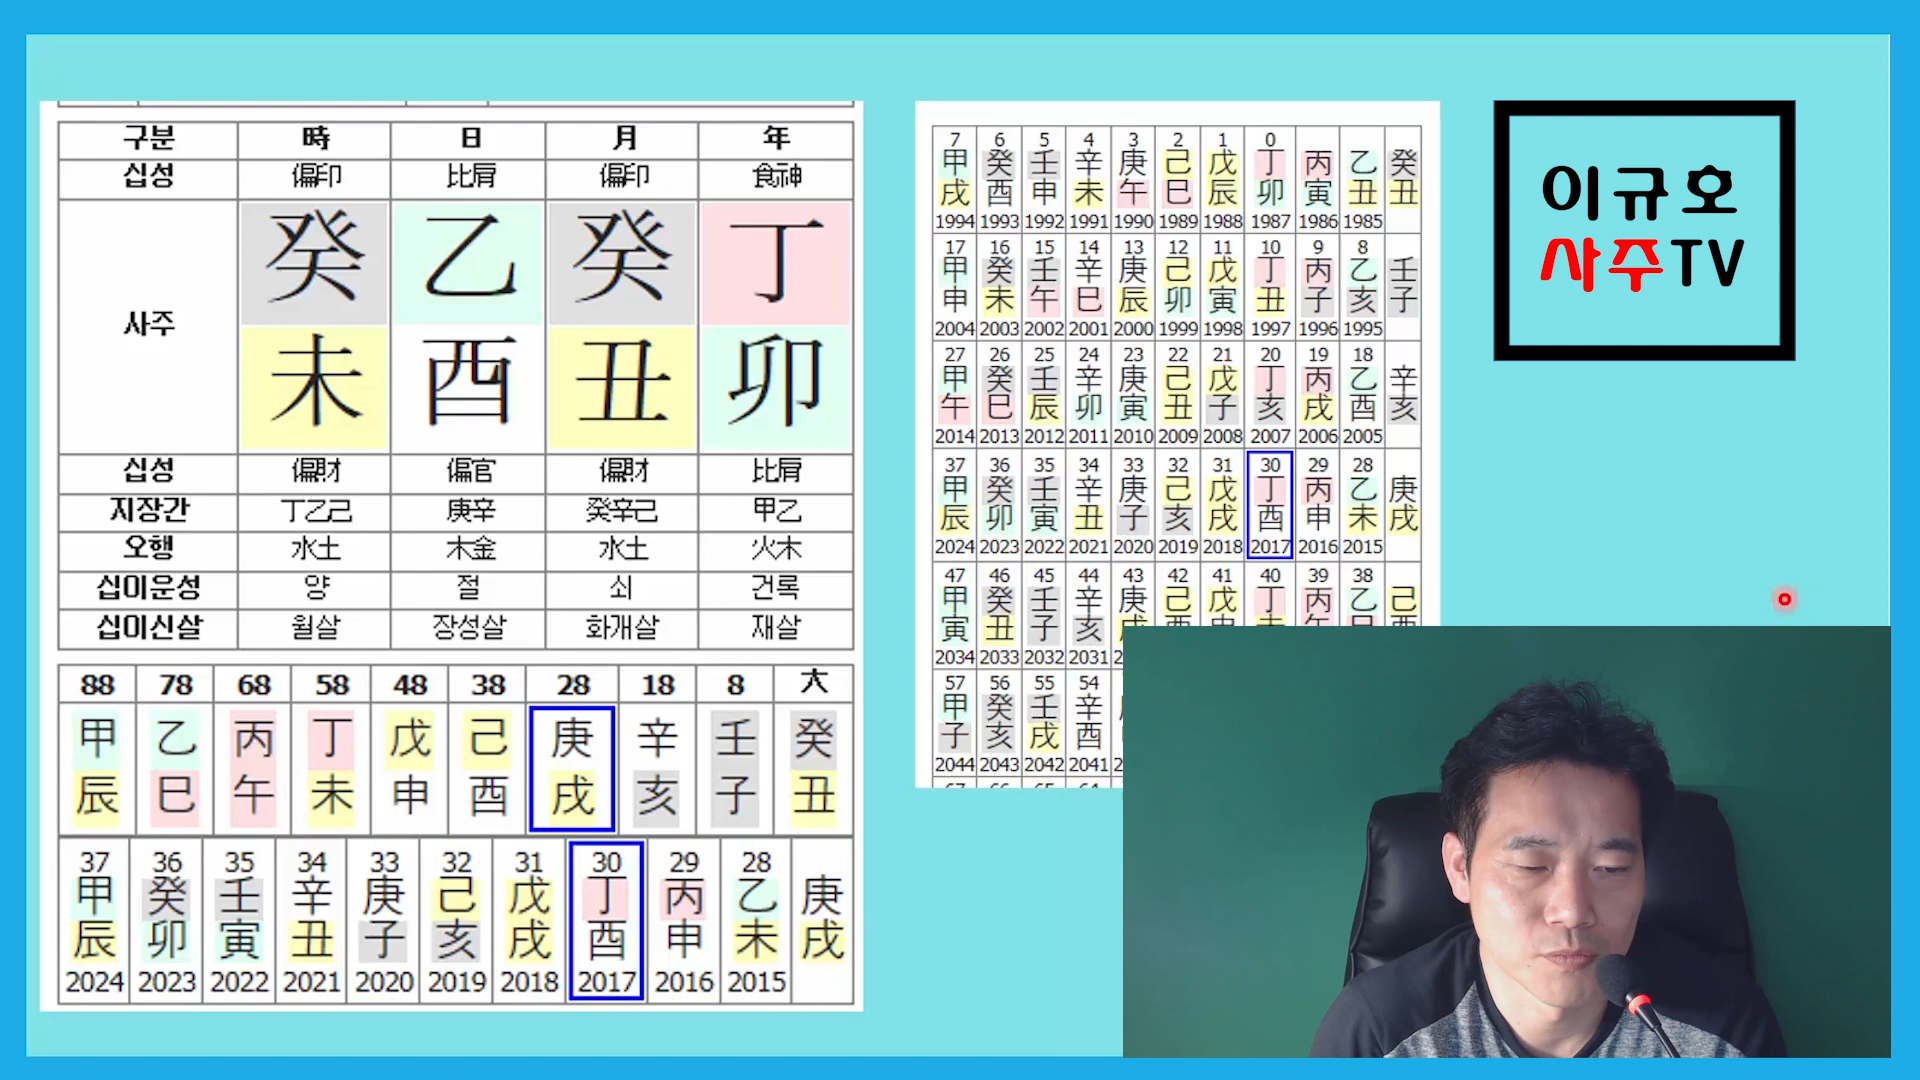 구분 時 日 月 年
십성 偏印 比肩 偏印 食神
사주 癸 乙 癸 丁
未 酉 丑 卯
십성 偏財 偏官 偏財 比肩
지장간 丁乙己 庚辛 癸辛己 甲乙
오행 水土 木金 水土 火木
십이운성 양 절 쇠 건록
십이신살 월살 장성살 화개살 재살
88 78 68 58 48 38 28 18 8 大
甲 乙 丙 丁 戊 己 庚 辛 壬 癸
辰 巳 午 未 申 酉 戌 亥 子 丑
37 36 35 34 33 32 31 30 29 28
甲 癸 壬 辛 庚 己 戊 丁 丙 乙 庚
辰 卯 寅 丑 子 亥 戌 酉 申 未 戌
2024 2023 2022 2021 2020 2019 2018 2017 2016 2015
7 6 5 4 3 2 1 0
甲 癸 壬 辛 庚 己 戊 丁 丙 乙 癸
戌 酉 申 未 午 巳 辰 卯 寅 丑 丑
1994 1993 1992 1991 1990 1989 1988 1987 1986 1985
17 16 15 14 13 12 11 10 9 8
甲 癸 壬 辛 庚 己 戊 丁 丙 乙 壬
申 未 午 巳 辰 卯 寅 丑 子 亥 子
2004 2003 2002 2001 2000 1999 1998 1997 1996 1995
27 26 25 24 23 22 21 20 19 18
甲 癸 壬 辛 庚 己 戊 丁 丙 乙 辛
午 巳 辰 卯 寅 丑 子 亥 戌 酉 亥
2014 2013 2012 2011 2010 2009 2008 2007 2006 2005
37 36 35 34 33 32 31 30 29 28
甲 癸 壬 辛 庚 己 戊 丁 丙 乙 庚
辰 卯 寅 丑 子 亥 戌 酉 申 未 戌
2024 2023 2022 2021 2020 2019 2018 2017 2016 2015
47 46 45 44 43 42 41 40 39 38
甲 癸 壬 辛 庚 己 戊 丁 丙 乙 己
寅 丑 子 亥
2034 2033 2032 2031
57 56 55 54
甲 癸 壬 辛
子 亥 戌 酉
2044 2043 2042 2041
이규호
사주TV